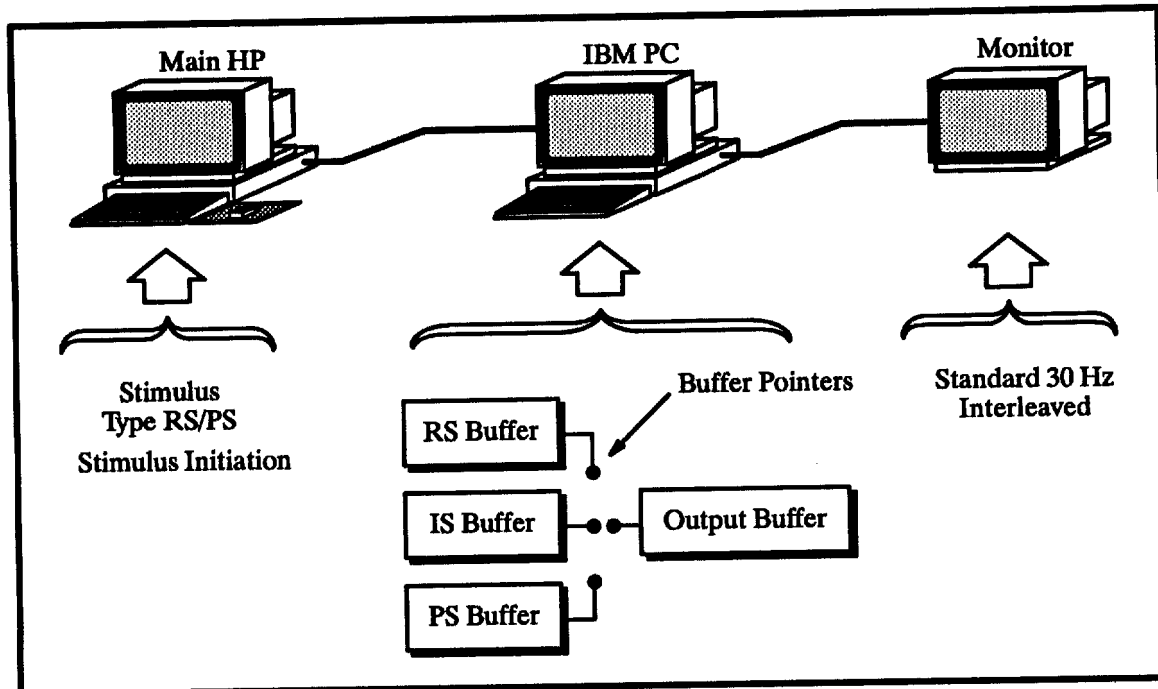 Main HP
IBM PC
Monitor
Stimulus
Type RS/PS
Stimulus Initiation
Buffer Pointers
RS Buffer
IS Buffer
PS Buffer
Output Buffer
Standard 30 Hz
Interleaved